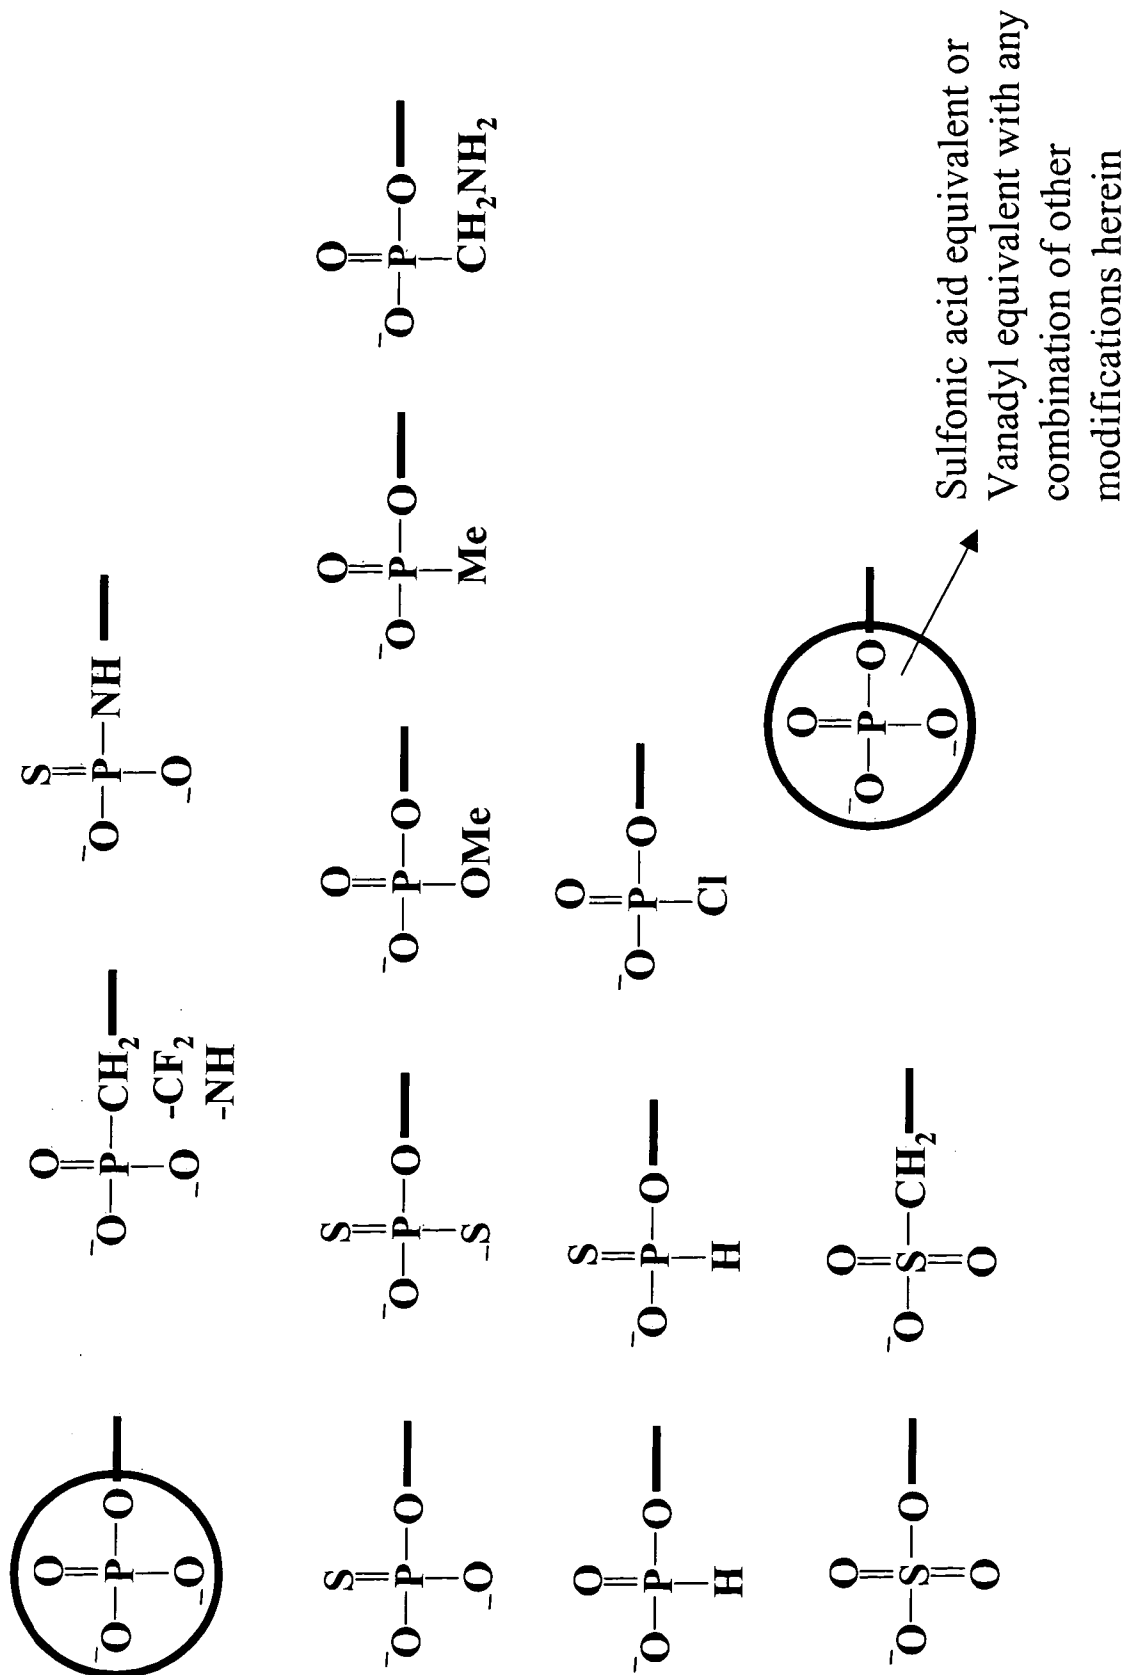 O
⁻O P O
⁻O
O
⁻O P CH₂
⁻O -CF₂
-NH
S
⁻O P NH
⁻O
S
⁻O P O
⁻O
S
⁻O P O
⁻S
O
⁻O P O
OMe
O
⁻O P O
Me
O
⁻O P O
CH₂NH₂
O
⁻O P O
H
S
⁻O P O
H
O
⁻O P O
Cl
O
⁻O S O
O
O
⁻O S CH₂
O
O
⁻O P O
⁻O
Sulfonic acid equivalent or
Vanadyl equivalent with any
combination of other
modifications herein